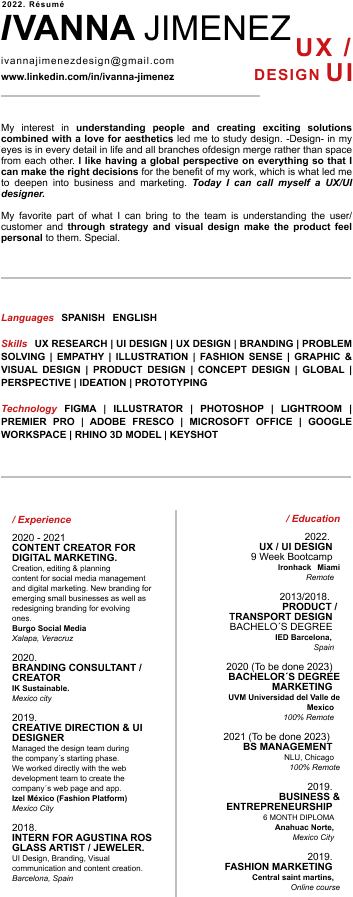 2022. Résumé
IVANNA JIMENEZ
UX /
DESIGN UI
ivannajimenezdesign@gmail.com
www.linkedin.com/in/ivanna-jimenez
My interest in understanding people and creating exciting solutions
combined with a love for aesthetics led me to study design. -Design- in my
eyes is in every detail in life and all branches ofdesign merge rather than space
from each other. I like having a global perspective on everything so that I
can make the right decisions for the benefit of my work, which is what led me
to deepen into business and marketing. Today I can call myself a UX/UI
designer.
My favorite part of what I can bring to the team is understanding the user/
customer and through strategy and visual design make the product feel
personal to them. Special.
Languages SPANISH ENGLISH
Skills UX RESEARCH | UI DESIGN | UX DESIGN | BRANDING | PROBLEM
SOLVING | EMPATHY | ILLUSTRATION | FASHION SENSE | GRAPHIC &
VISUAL DESIGN | PRODUCT DESIGN | CONCEPT DESIGN | GLOBAL |
PERSPECTIVE | IDEATION | PROTOTYPING
Technology FIGMA | ILLUSTRATOR | PHOTOSHOP | LIGHTROOM |
PREMIER PRO | ADOBE FRESCO | MICROSOFT OFFICE | GOOGLE
WORKSPACE | RHINO 3D MODEL | KEYSHOT
/ Experience
2020 - 2021
CONTENT CREATOR FOR
DIGITAL MARKETING.
Creation, editing & planning
content for social media management
and digital marketing. New branding for
emerging small businesses as well as
redesigning branding for evolving
ones.
Burgo Social Media
Xalapa, Veracruz
2020.
BRANDING CONSULTANT /
CREATOR
IK Sustainable.
Mexico city
2019.
CREATIVE DIRECTION & UI
DESIGNER
Managed the design team during
the company´s starting phase.
We worked directly with the web
development team to create the
company´s web page and app.
Izel México (Fashion Platform)
Mexico City
2018.
INTERN FOR AGUSTINA ROS
GLASS ARTIST / JEWELER.
UI Design, Branding, Visual
communication and content creation.
Barcelona, Spain
/ Education
2022.
UX / UI DESIGN
9 Week Bootcamp
Ironhack Miami
Remote
2013/2018.
PRODUCT /
TRANSPORT DESIGN
BACHELO´S DEGREE
IED Barcelona,
Spain
2020 (To be done 2023)
BACHELOR´S DEGREE
MARKETING
UVM Universidad del Valle de
Mexico
100% Remote
2021 (To be done 2023)
BS MANAGEMENT
NLU, Chicago
100% Remote
2019.
BUSINESS &
ENTREPRENEURSHIP
6 MONTH DIPLOMA
Anahuac Norte,
Mexico City
2019.
FASHION MARKETING
Central saint martins,
Online course